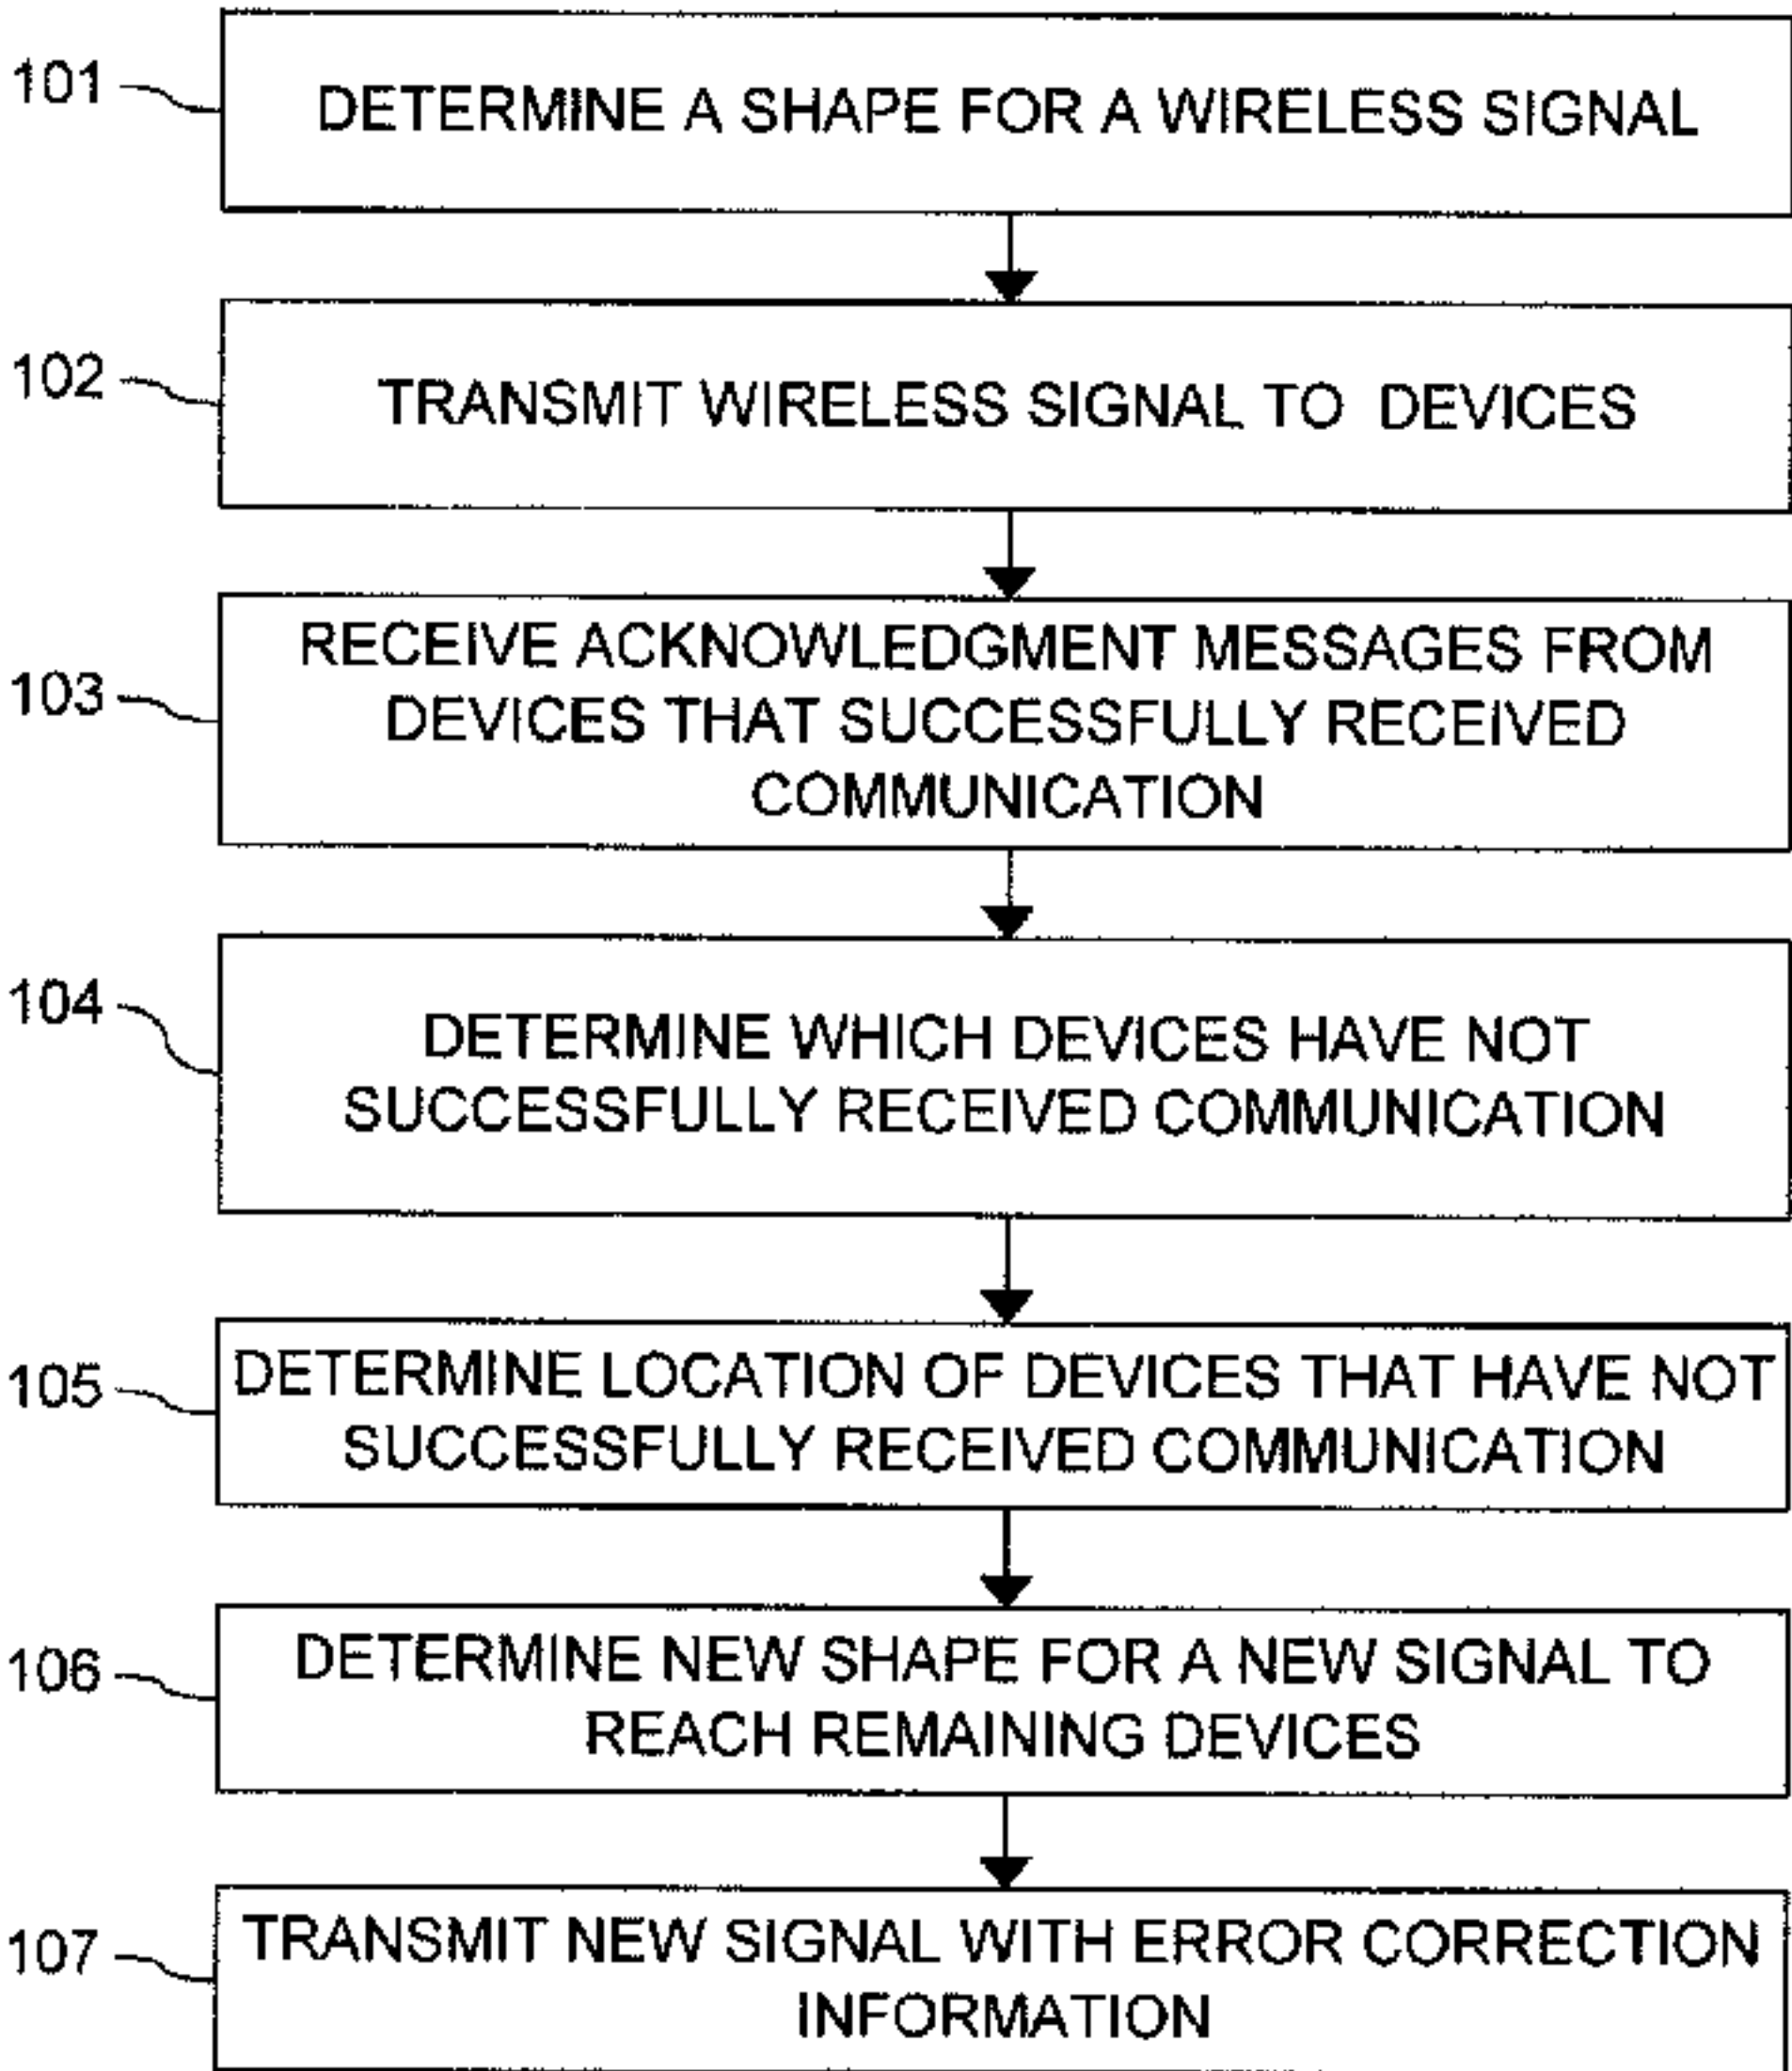 101
DETERMINE A SHAPE FOR A WIRELESS SIGNAL
102
TRANSMIT WIRELESS SIGNAL TO DEVICES
103
RECEIVE ACKNOWLEDGMENT MESSAGES FROM
DEVICES THAT SUCCESSFULLY RECEIVED
COMMUNICATION
104
DETERMINE WHICH DEVICES HAVE NOT
SUCCESSFULLY RECEIVED COMMUNICATION
105
DETERMINE LOCATION OF DEVICES THAT HAVE NOT
SUCCESSFULLY RECEIVED COMMUNICATION
106
DETERMINE NEW SHAPE FOR A NEW SIGNAL TO
REACH REMAINING DEVICES
107
TRANSMIT NEW SIGNAL WITH ERROR CORRECTION
INFORMATION